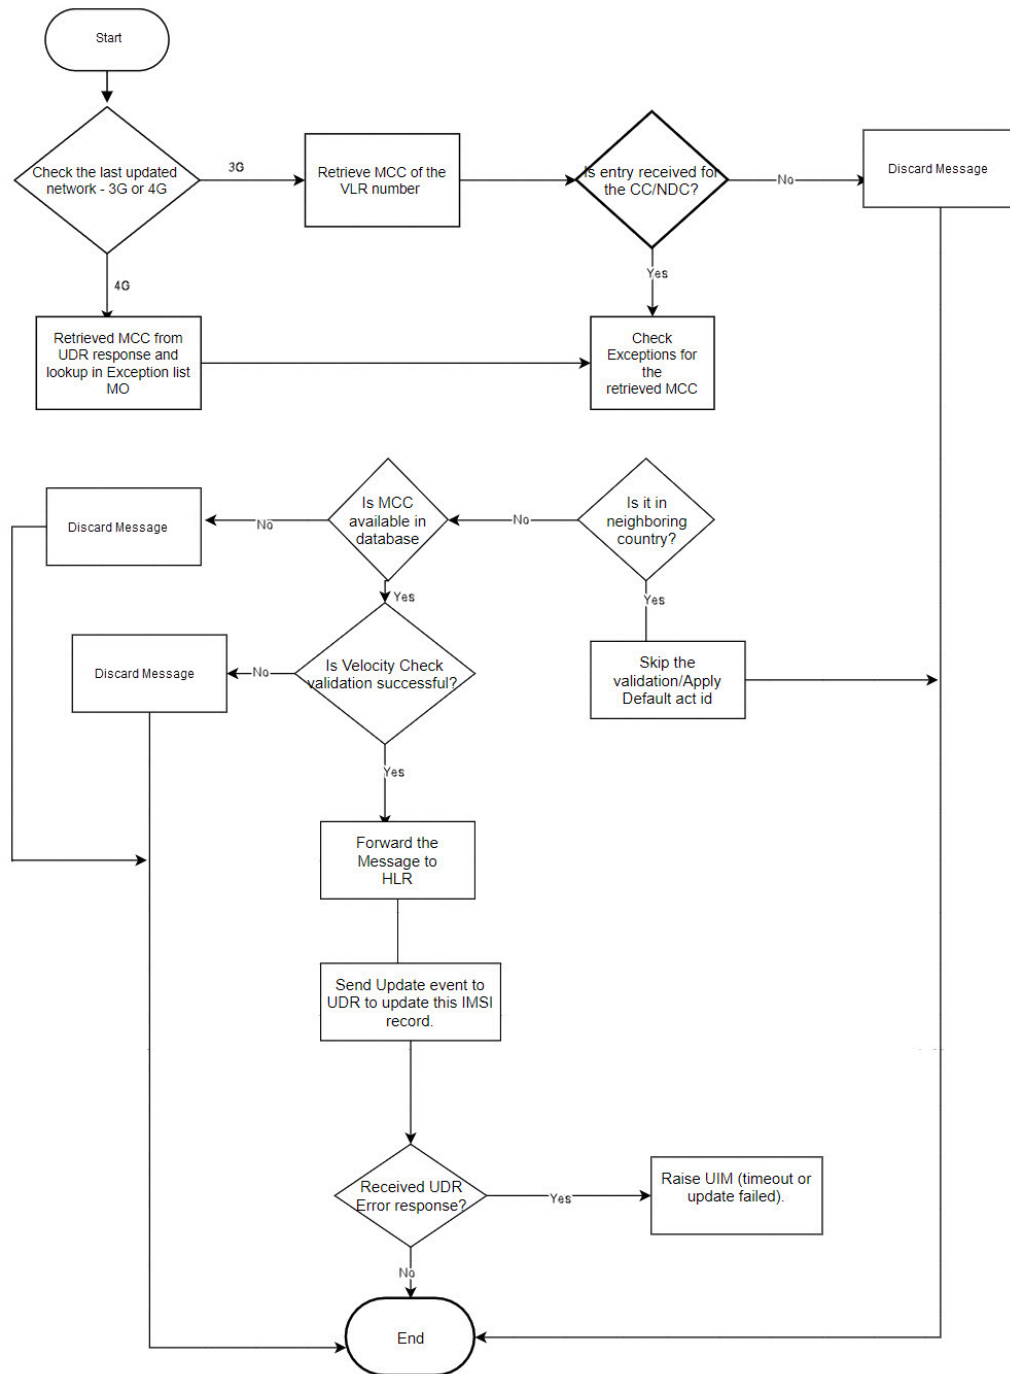 Start
Check the last updated
network - 3G or 4G
3G
Retrieve MCC of the
VLR number
Is entry received for
the CC/NDC?
No
Discard Message
4G
Yes
Retrieved MCC from
UDR response and
lookup in Exception list
MO
Check
Exceptions for
the
retrieved MCC
Is it in
neighboring
country?
No
Is MCC
available in
database
No
Discard Message
Yes
Yes
Skip the
validation/Apply
Default act id
Is Velocity Check
validation successful?
No
Discard Message
Yes
Forward the
Message to
HLR
Send Update event to
UDR to update this IMSI
record.
Received UDR
Error response?
Yes
Raise UIM (timeout or
update failed).
No
End